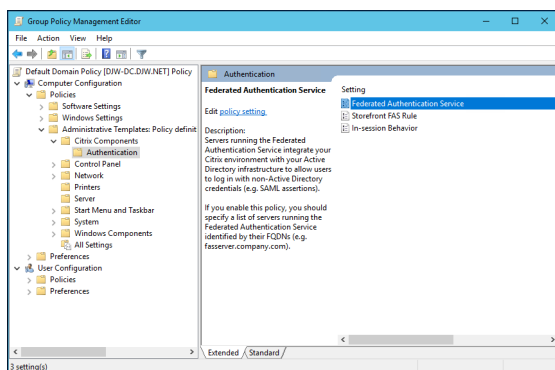 Group Policy Management Editor
File Action View Help
Default Domain Policy [DJW-DC.DJW.NET] Policy
Computer Configuration
Policies
Software Settings
Windows Settings
Administrative Templates: Policy definit
Citrix Components
Authentication
Control Panel
Network
Printers
Server
Start Menu and Taskbar
System
Windows Components
All Settings
Preferences
User Configuration
Policies
Preferences
Authentication
Federated Authentication Service
Edit policy setting.
Description:
Servers running the Federated
Authentication Service integrate your
Citrix environment with your Active
Directory infrastructure to allow users
to log in with non-Active Directory
credentials (e.g. SAML assertions).
If you enable this policy, you should
specify a list of servers running the
Federated Authentication Service
identified by their FQDNs (e.g.
fasserver.company.com).
Setting
Federated Authentication Service
Storefront FAS Rule
In-session Behavior
Extended Standard
3 setting(s)